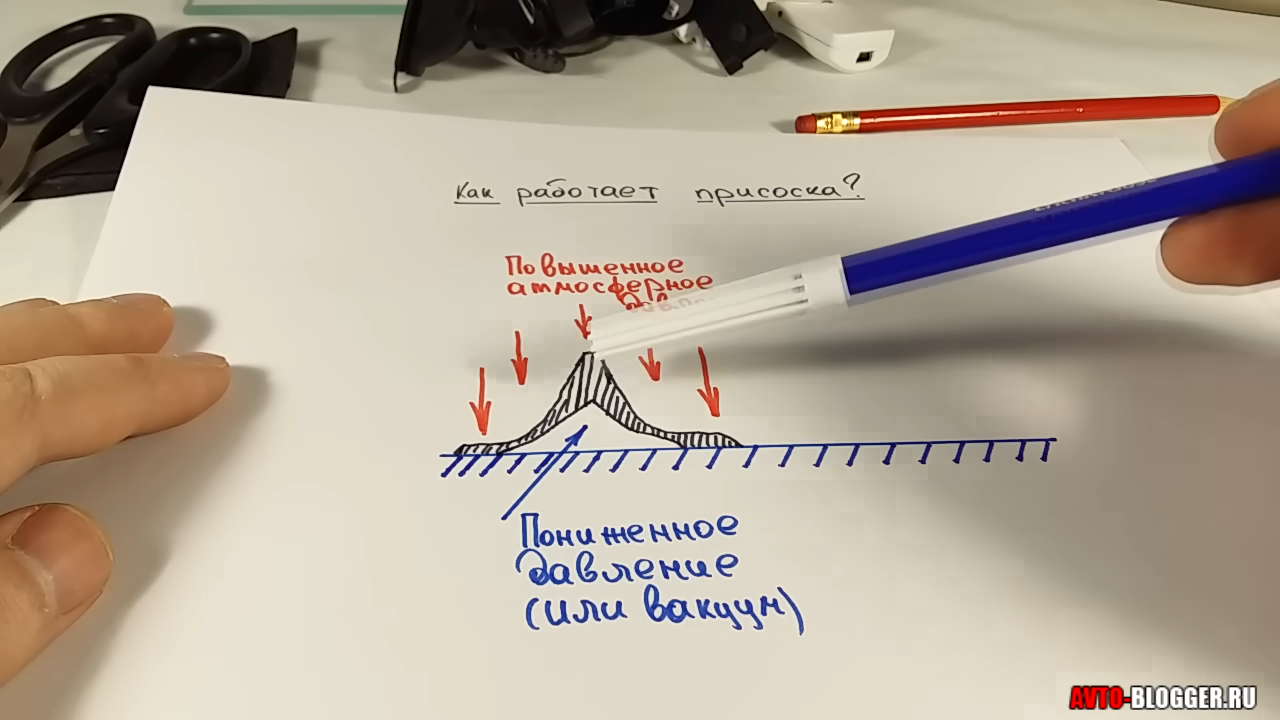 Как работает присоска?
Повышенное
атмосферное
Пониженное
давление
(или вакуум)
AVTO-BLOGGER.RU